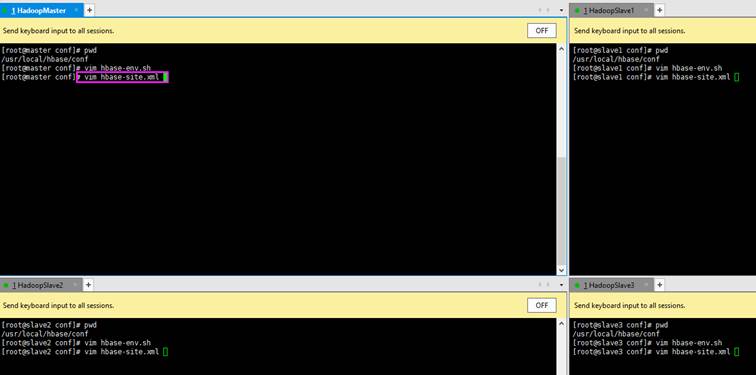 1 HadoopMaster
Send keyboard input to all sessions.
OFF
[root@master conf]# pwd
/usr/local/hbase/conf
[root@master conf]# vim hbase-env.sh
[root@master conf]# vim hbase-site.xml
1 HadoopSlave1
Send keyboard input to all sessions.
[root@slave1 conf]# pwd
/usr/local/hbase/conf
[root@slave1 conf]# vim hbase-env.sh
[root@slave1 conf]# vim hbase-site.xml
1 HadoopSlave2
Send keyboard input to all sessions.
OFF
[root@slave2 conf]# pwd
/usr/local/hbase/conf
[root@slave2 conf]# vim hbase-env.sh
[root@slave2 conf]# vim hbase-site.xml
1 HadoopSlave3
Send keyboard input to all sessions.
[root@slave3 conf]# pwd
/usr/local/hbase/conf
[root@slave3 conf]# vim hbase-env.sh
[root@slave3 conf]# vim hbase-site.xml